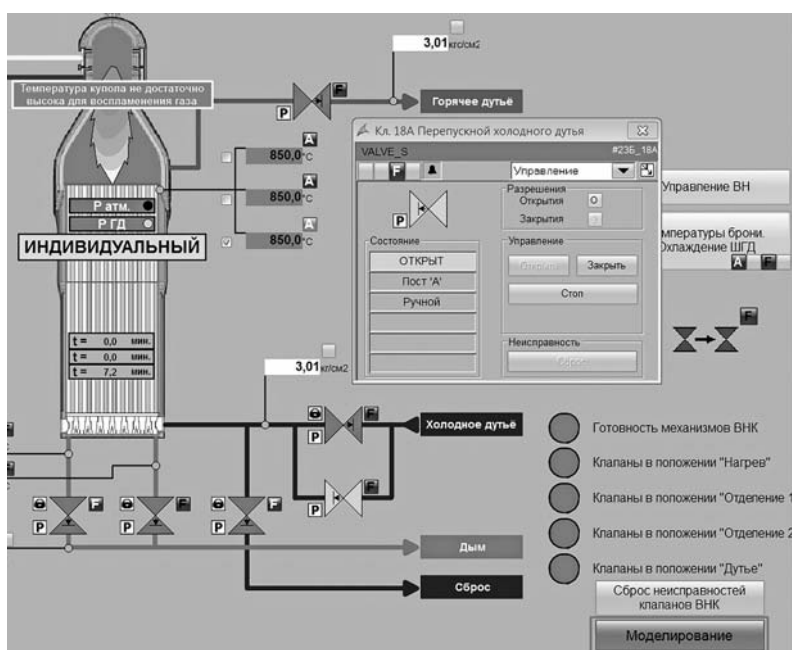 3,01 кгс/см2
Температура купола не достаточно
высока для воспламенения газа
P
F
Горячее дутьё
Кл. 18А Перепускной холодного дутья
VALVE_S
#23Б_18А
F
Управление
A
850,0 °C
A
850,0 °C
A
850,0 °C
P атм.
P ГД
ИНДИВИДУАЛЬНЫЙ
P
Разрешения
Открытия
Закрытия
Состояние
ОТКРЫТ
Пост 'А'
Ручной
Управление
Открыть
Закрыть
Стоп
Неисправность
Сброс
Управление ВН
мпературы брони.
Охлаждение ШГД
A
F
F
t = 0,0 мин.
t = 0,0 мин.
t = 7,2 мин.
3,01 кг/см2
P
F
Холодное дутьё
P
F
F
F
F
P
P
P
Дым
Сброс
Готовность механизмов ВНК
Клапаны в положении "Нагрев"
Клапаны в положении "Отделение 1
Клапаны в положении "Отделение 2
Клапаны в положении "Дутье"
Сброс неисправностей
клапанов ВНК
Моделирование